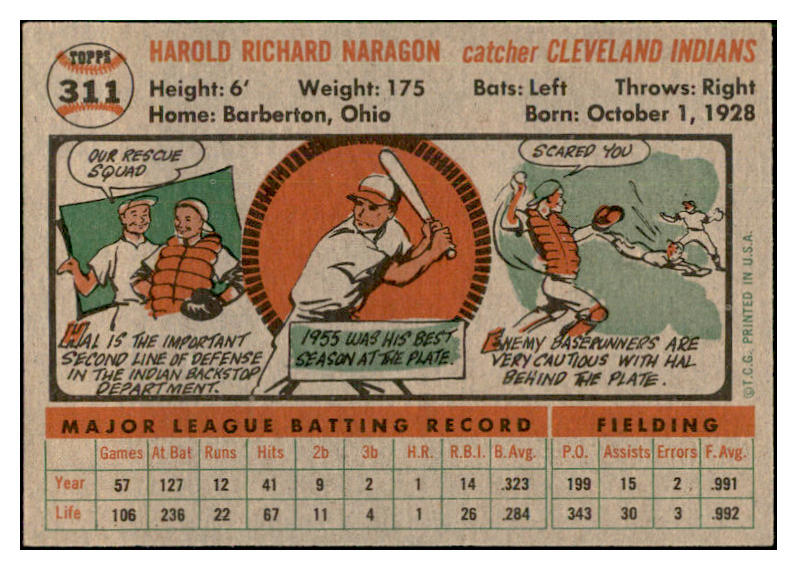 TOPPS
311
HAROLD RICHARD NARAGON catcher CLEVELAND INDIANS
Height: 6' Weight: 175 Bats: Left Throws: Right
Home: Barberton, Ohio Born: October 1, 1928
OUR RESCUE
SQUAD
HAL IS THE IMPORTANT
SECOND LINE OF DEFENSE
IN THE INDIAN BACKSTOP
DEPARTMENT.
1955 WAS HIS BEST
SEASON AT THE PLATE.
SCARED YOU
ENEMY BASERUNNERS ARE
VERY CAUTIOUS WITH HAL
BEHIND THE PLATE.
©T.C.G. PRINTED IN U.S.A.
MAJOR LEAGUE BATTING RECORD FIELDING
Games At Bat Runs Hits 2b 3b H.R. R.B.I. B.Avg. P.O. Assists Errors F.Avg.
Year 57 127 12 41 9 2 1 14 .323 199 15 2 .991
Life 106 236 22 67 11 4 1 26 .284 343 30 3 .992